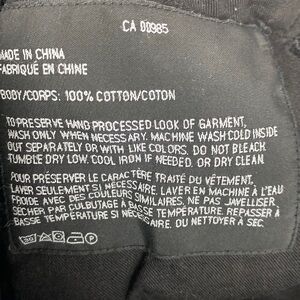 CA 00985
MADE IN CHINA
FABRIQUÉ EN CHINE
BODY/CORPS: 100% COTTON/COTON
TO PRESERVE HAND PROCESSED LOOK OF GARMENT,
WASH ONLY WHEN NECESSARY. MACHINE WASH COLD INSIDE
OUT SEPARATELY OR WITH LIKE COLORS. DO NOT BLEACH.
TUMBLE DRY LOW. COOL IRON IF NEEDED. OR DRY CLEAN.
POUR PRÉSERVER LE CARACTÈRE TRAITÉ DU VÊTEMENT,
LAVER SEULEMENT SI NÉCESSAIRE. LAVER EN MACHINE À L'EAU
FROIDE AVEC DES COULEURS SIMILAIRES. NE PAS JAVELLISER.
SÉCHER PAR CULBUTAGE À BASSE TEMPÉRATURE. REPASSER À
BASSE TEMPÉRATURE SI NÉCESSAIRE. OU NETTOYER À SEC.